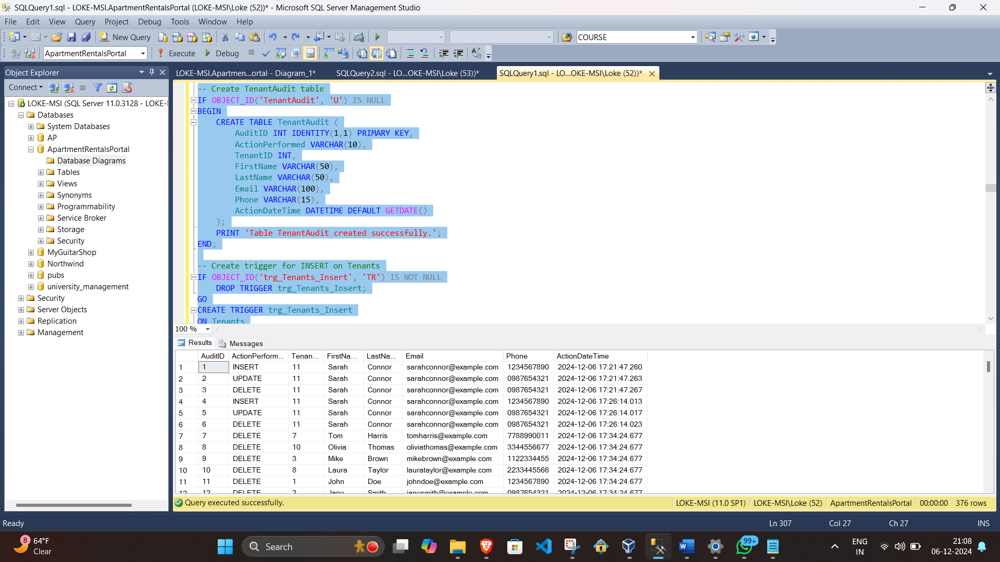 SQLQuery1.sql - LOKE-MSI.ApartmentRentalsPortal (LOKE-MSI\Loke (52))* - Microsoft SQL Server Management Studio
File Edit View Query Project Debug Tools Window Help
New Query COURSE
ApartmentRentalsPortal Execute Debug
Object Explorer
Connect
LOKE-MSI (SQL Server 11.0.3128 - LOKE-
Databases
System Databases
AP
ApartmentRentalsPortal
Database Diagrams
Tables
Views
Synonyms
Programmability
Service Broker
Storage
Security
MyGuitarShop
Northwind
pubs
university_management
Security
Server Objects
Replication
Management
LOKE-MSI.Apartmen...ortal - Diagram_1* SQLQuery2.sql - LO...OKE-MSI\Loke (53))* SQLQuery1.sql - LO...OKE-MSI\Loke (52))*
-- Create TenantAudit table
IF OBJECT_ID('TenantAudit', 'U') IS NULL
BEGIN
CREATE TABLE TenantAudit (
AuditID INT IDENTITY(1,1) PRIMARY KEY,
ActionPerformed VARCHAR(10),
TenantID INT,
FirstName VARCHAR(50),
LastName VARCHAR(50),
Email VARCHAR(100),
Phone VARCHAR(15),
ActionDateTime DATETIME DEFAULT GETDATE()
);
PRINT 'Table TenantAudit created successfully.';
END;
-- Create trigger for INSERT on Tenants
IF OBJECT_ID('trg_Tenants_Insert', 'TR') IS NOT NULL
DROP TRIGGER trg_Tenants_Insert;
GO
CREATE TRIGGER trg_Tenants_Insert
ON Tenants
100 %
Results Messages
AuditID ActionPerform... Tenan... FirstNa... LastNa... Email Phone ActionDateTime
1 1 INSERT 11 Sarah Connor sarahconnor@example.com 1234567890 2024-12-06 17:21:47.260
2 2 UPDATE 11 Sarah Connor sarahconnor@example.com 0987654321 2024-12-06 17:21:47.263
3 3 DELETE 11 Sarah Connor sarahconnor@example.com 0987654321 2024-12-06 17:21:47.267
4 4 INSERT 11 Sarah Connor sarahconnor@example.com 1234567890 2024-12-06 17:26:14.013
5 5 UPDATE 11 Sarah Connor sarahconnor@example.com 0987654321 2024-12-06 17:26:14.017
6 6 DELETE 11 Sarah Connor sarahconnor@example.com 0987654321 2024-12-06 17:26:14.023
7 7 DELETE 7 Tom Harris tomharris@example.com 7788990011 2024-12-06 17:34:24.677
8 8 DELETE 10 Olivia Thomas oliviathomas@example.com 3344556677 2024-12-06 17:34:24.677
9 9 DELETE 3 Mike Brown mikebrown@example.com 1122334455 2024-12-06 17:34:24.677
10 10 DELETE 8 Laura Taylor laurataylor@example.com 2233445566 2024-12-06 17:34:24.677
11 11 DELETE 1 John Doe johndoe@example.com 1234567890 2024-12-06 17:34:24.677
12 12 DELETE 2 Jane Smith janesmith@example.com 0987654321 2024-12-06 17:34:24.677
Query executed successfully. LOKE-MSI (11.0 SP1) LOKE-MSI\Loke (52) ApartmentRentalsPortal 00:00:00 376 rows
Ready Ln 307 Col 27 Ch 27 INS
8 64°F
Clear
Search
99+
ENG
IN
21:08
06-12-2024